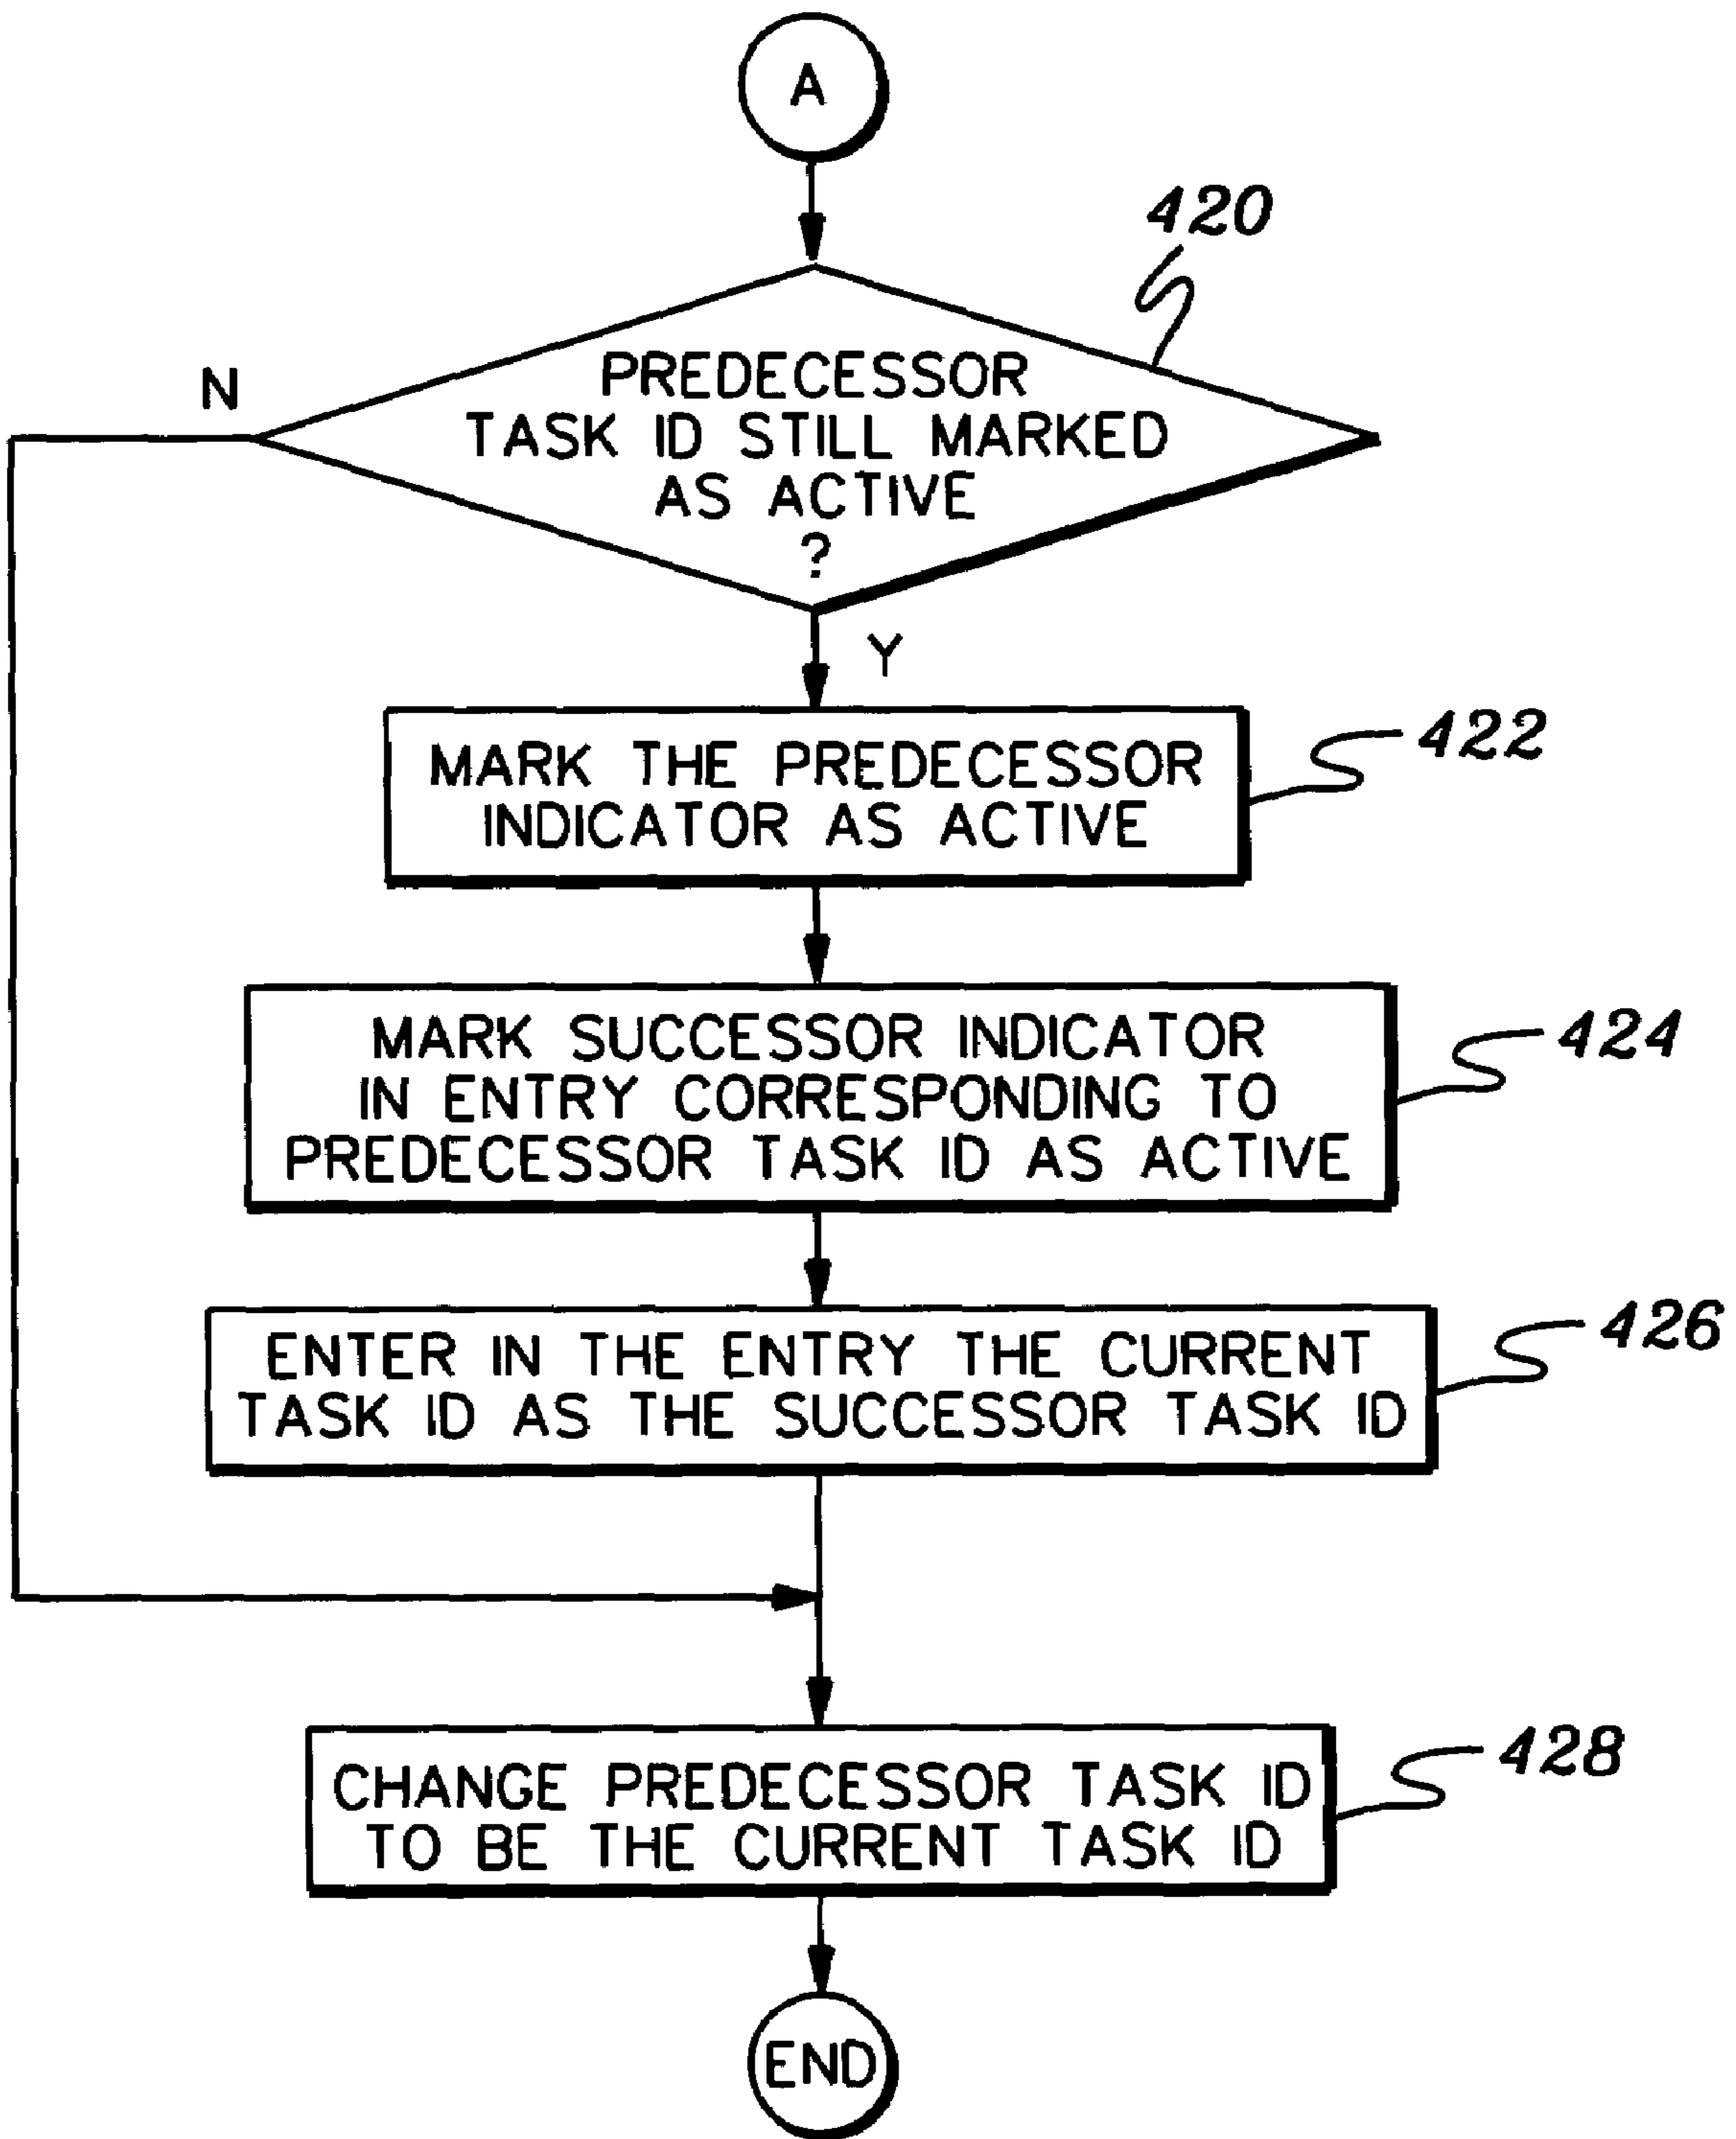 A
420
N
PREDECESSOR
TASK ID STILL MARKED
AS ACTIVE
?
Y
MARK THE PREDECESSOR
INDICATOR AS ACTIVE
422
MARK SUCCESSOR INDICATOR
IN ENTRY CORRESPONDING TO
PREDECESSOR TASK ID AS ACTIVE
424
ENTER IN THE ENTRY THE CURRENT
TASK ID AS THE SUCCESSOR TASK ID
426
CHANGE PREDECESSOR TASK ID
TO BE THE CURRENT TASK ID
428
END